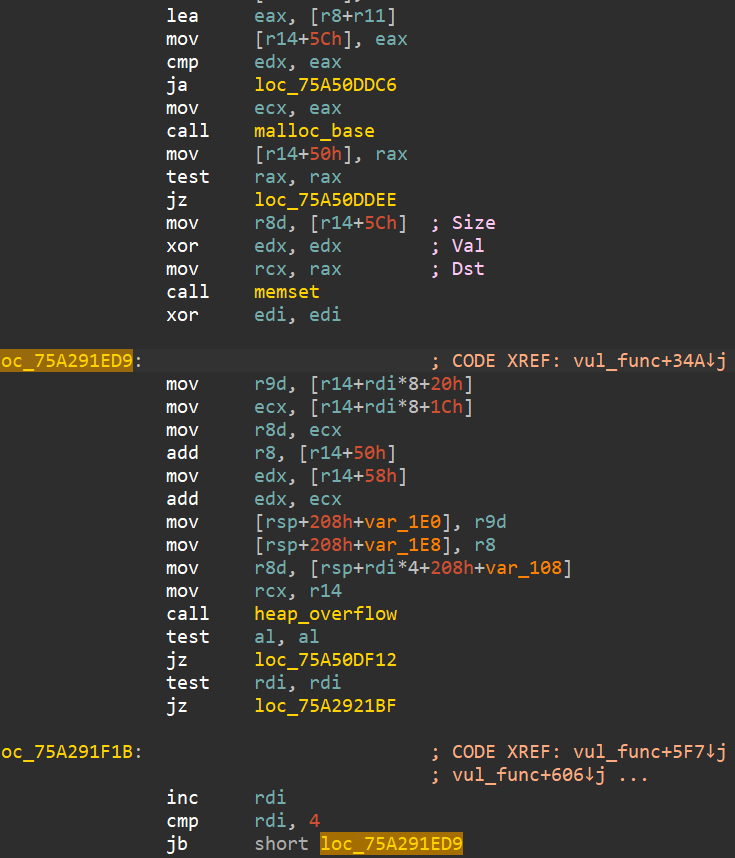 lea eax, [r8+r11]
mov [r14+5Ch], eax
cmp edx, eax
ja loc_75A50DDC6
mov ecx, eax
call malloc_base
mov [r14+50h], rax
test rax, rax
jz loc_75A50DDEE
mov r8d, [r14+5Ch] ; Size
xor edx, edx ; Val
mov rcx, rax ; Dst
call memset
xor edi, edi
oc_75A291ED9: ; CODE XREF: vul_func+34A↓j
mov r9d, [r14+rdi*8+20h]
mov ecx, [r14+rdi*8+1Ch]
mov r8d, ecx
add r8, [r14+50h]
mov edx, [r14+58h]
add edx, ecx
mov [rsp+208h+var_1E0], r9d
mov [rsp+208h+var_1E8], r8
mov r8d, [rsp+rdi*4+208h+var_108]
mov rcx, r14
call heap_overflow
test al, al
jz loc_75A50DF12
test rdi, rdi
jz loc_75A2921BF
oc_75A291F1B: ; CODE XREF: vul_func+5F7↓j
; vul_func+606↓j ...
inc rdi
cmp rdi, 4
jb short loc_75A291ED9